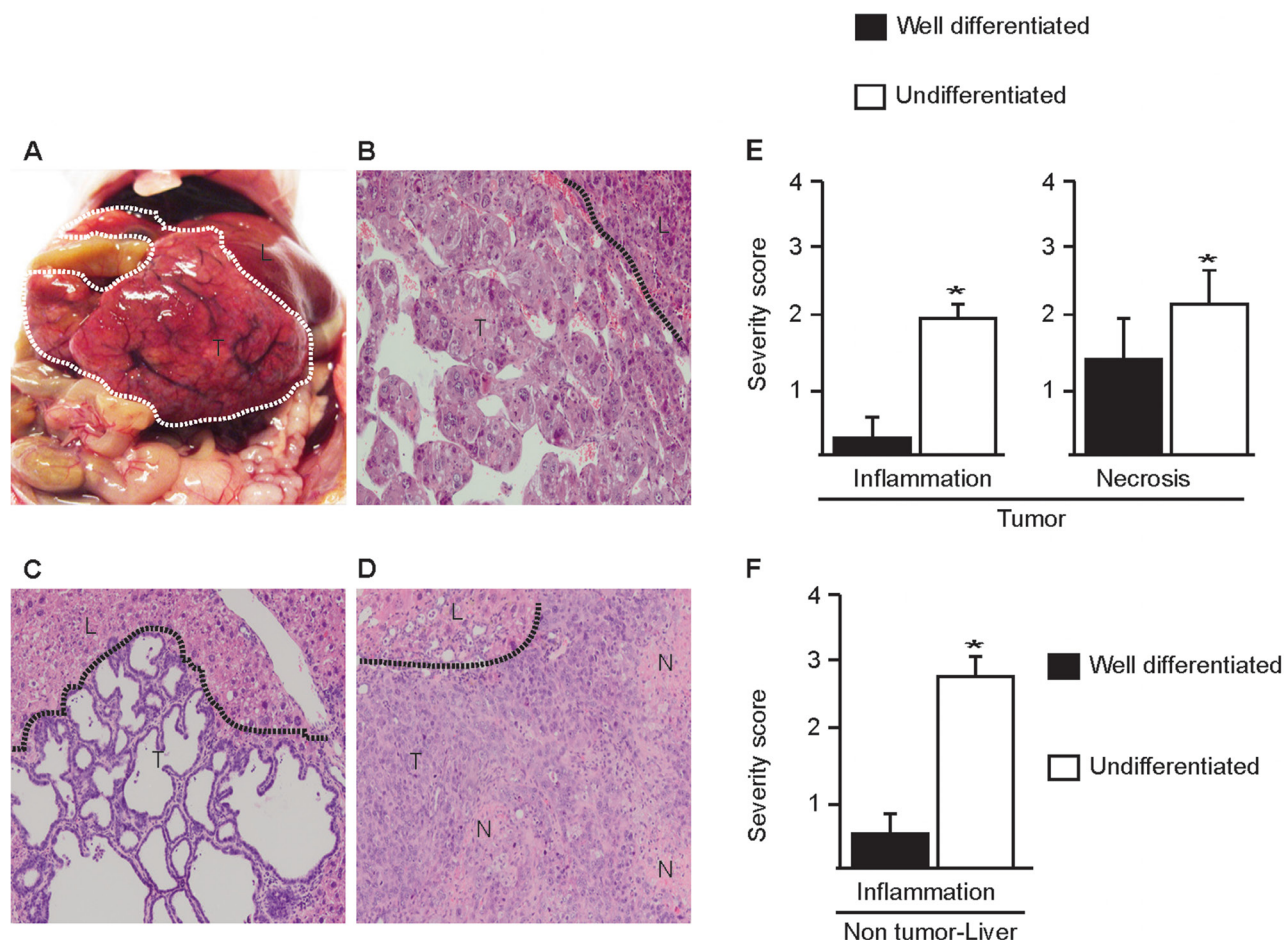 Well differentiated
Undifferentiated
A
B
L
T
L
T
C
D
L
T
L
T
N
N
N
E
4
3
2
1
Severity score
*
Inflammation
4
3
2
1
*
Necrosis
Tumor
F
4
3
2
1
Severity score
*
Inflammation
Non tumor-Liver
Well differentiated
Undifferentiated